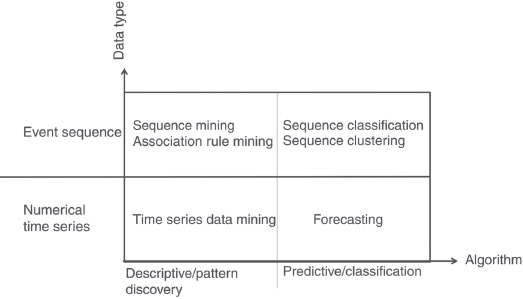 Data type
Event sequence
Sequence mining
Association rule mining
Sequence classification
Sequence clustering
Numerical
time series
Time series data mining
Forecasting
Algorithm
Descriptive/pattern
discovery
Predictive/classification